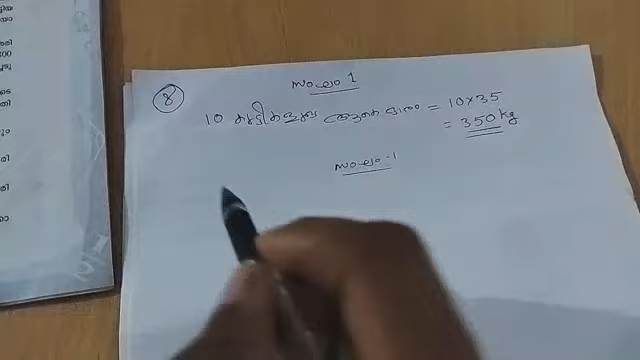 സംഘം 1
8
10 കുട്ടികളുടെ ആകെ ഭാരം = 10 x 35
= 350 kg
സംഘം - 1